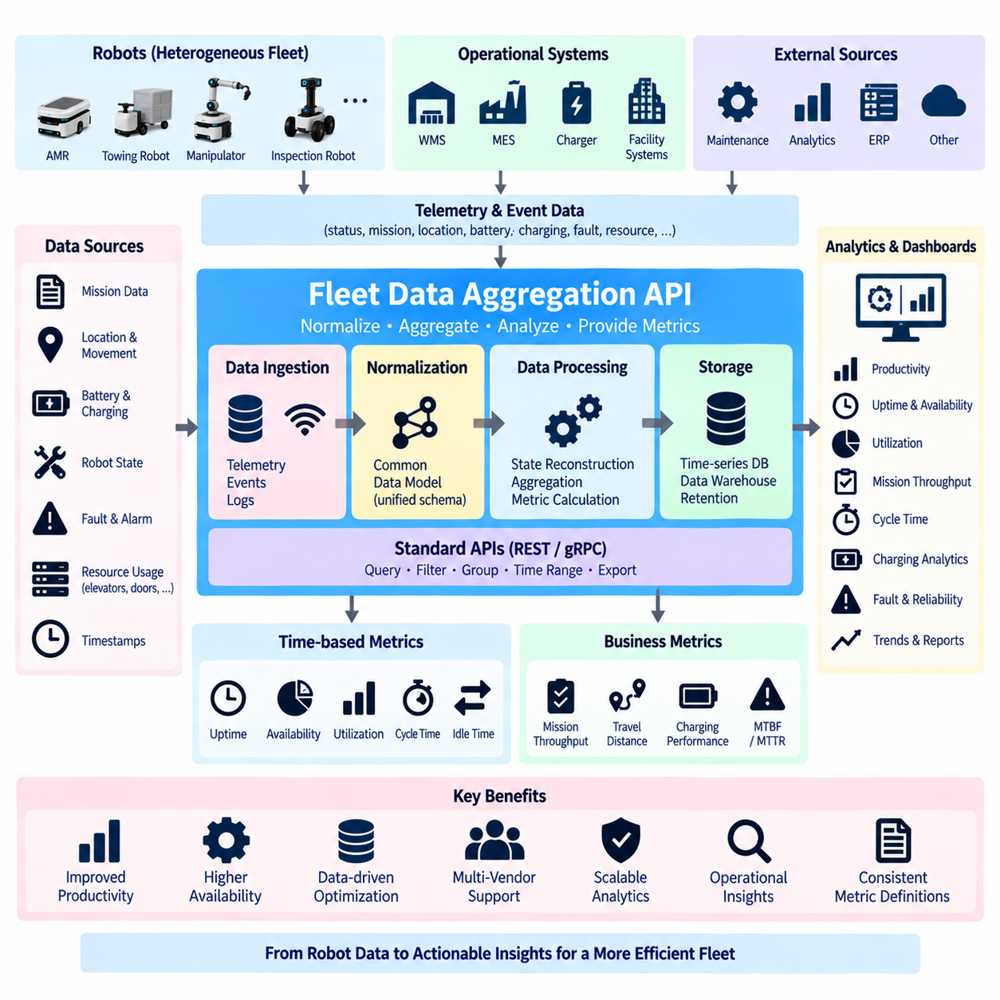 Robots (Heterogeneous Fleet)
AMR
Towing Robot
Manipulator
Inspection Robot
...
Operational Systems
WMS
MES
Charger
Facility
Systems
External Sources
Maintenance
Analytics
ERP
Other
Telemetry & Event Data
(status, mission, location, battery, charging, fault, resource, ...)
Data Sources
Mission Data
Location &
Movement
Battery &
Charging
Robot State
Fault & Alarm
Resource Usage
(elevators, doors, ...)
Timestamps
Fleet Data Aggregation API
Normalize • Aggregate • Analyze • Provide Metrics
Data Ingestion
Telemetry
Events
Logs
Normalization
Common
Data Model
(unified schema)
Data Processing
State Reconstruction
Aggregation
Metric Calculation
Storage
Time-series DB
Data Warehouse
Retention
Standard APIs (REST / gRPC)
Query • Filter • Group • Time Range • Export
Analytics & Dashboards
Productivity
Uptime & Availability
Utilization
Mission Throughput
Cycle Time
Charging Analytics
Fault & Reliability
Trends & Reports
Time-based Metrics
Uptime
Availability
Utilization
Cycle Time
Idle Time
Business Metrics
Mission
Throughput
Travel
Distance
Charging
Performance
MTBF
/ MTTR
Key Benefits
Improved
Productivity
Higher
Availability
Data-driven
Optimization
Multi-Vendor
Support
Scalable
Analytics
Operational
Insights
Consistent
Metric Definitions
From Robot Data to Actionable Insights for a More Efficient Fleet